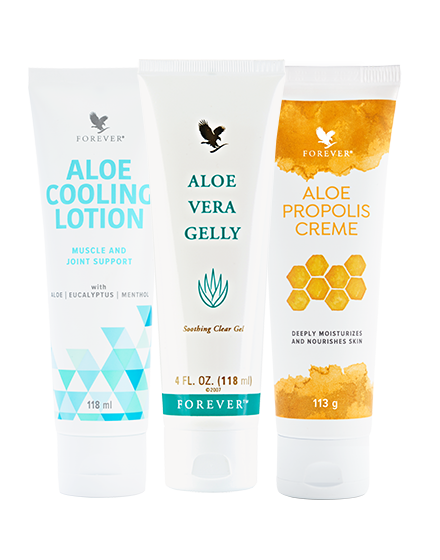 FOREVER®
ALOE
COOLING
LOTION
MUSCLE AND
JOINT SUPPORT
with
ALOE | EUCALYPTUS | MENTHOL
118 ml
ALOE
VERA
GELLY
Soothing Clear Gel
4 FL. OZ. (118 ml)
©2007
FOREVER™
FOREVER®
ALOE
PROPOLIS
CREME
DEEPLY MOISTURIZES
AND NOURISHES SKIN
113 g